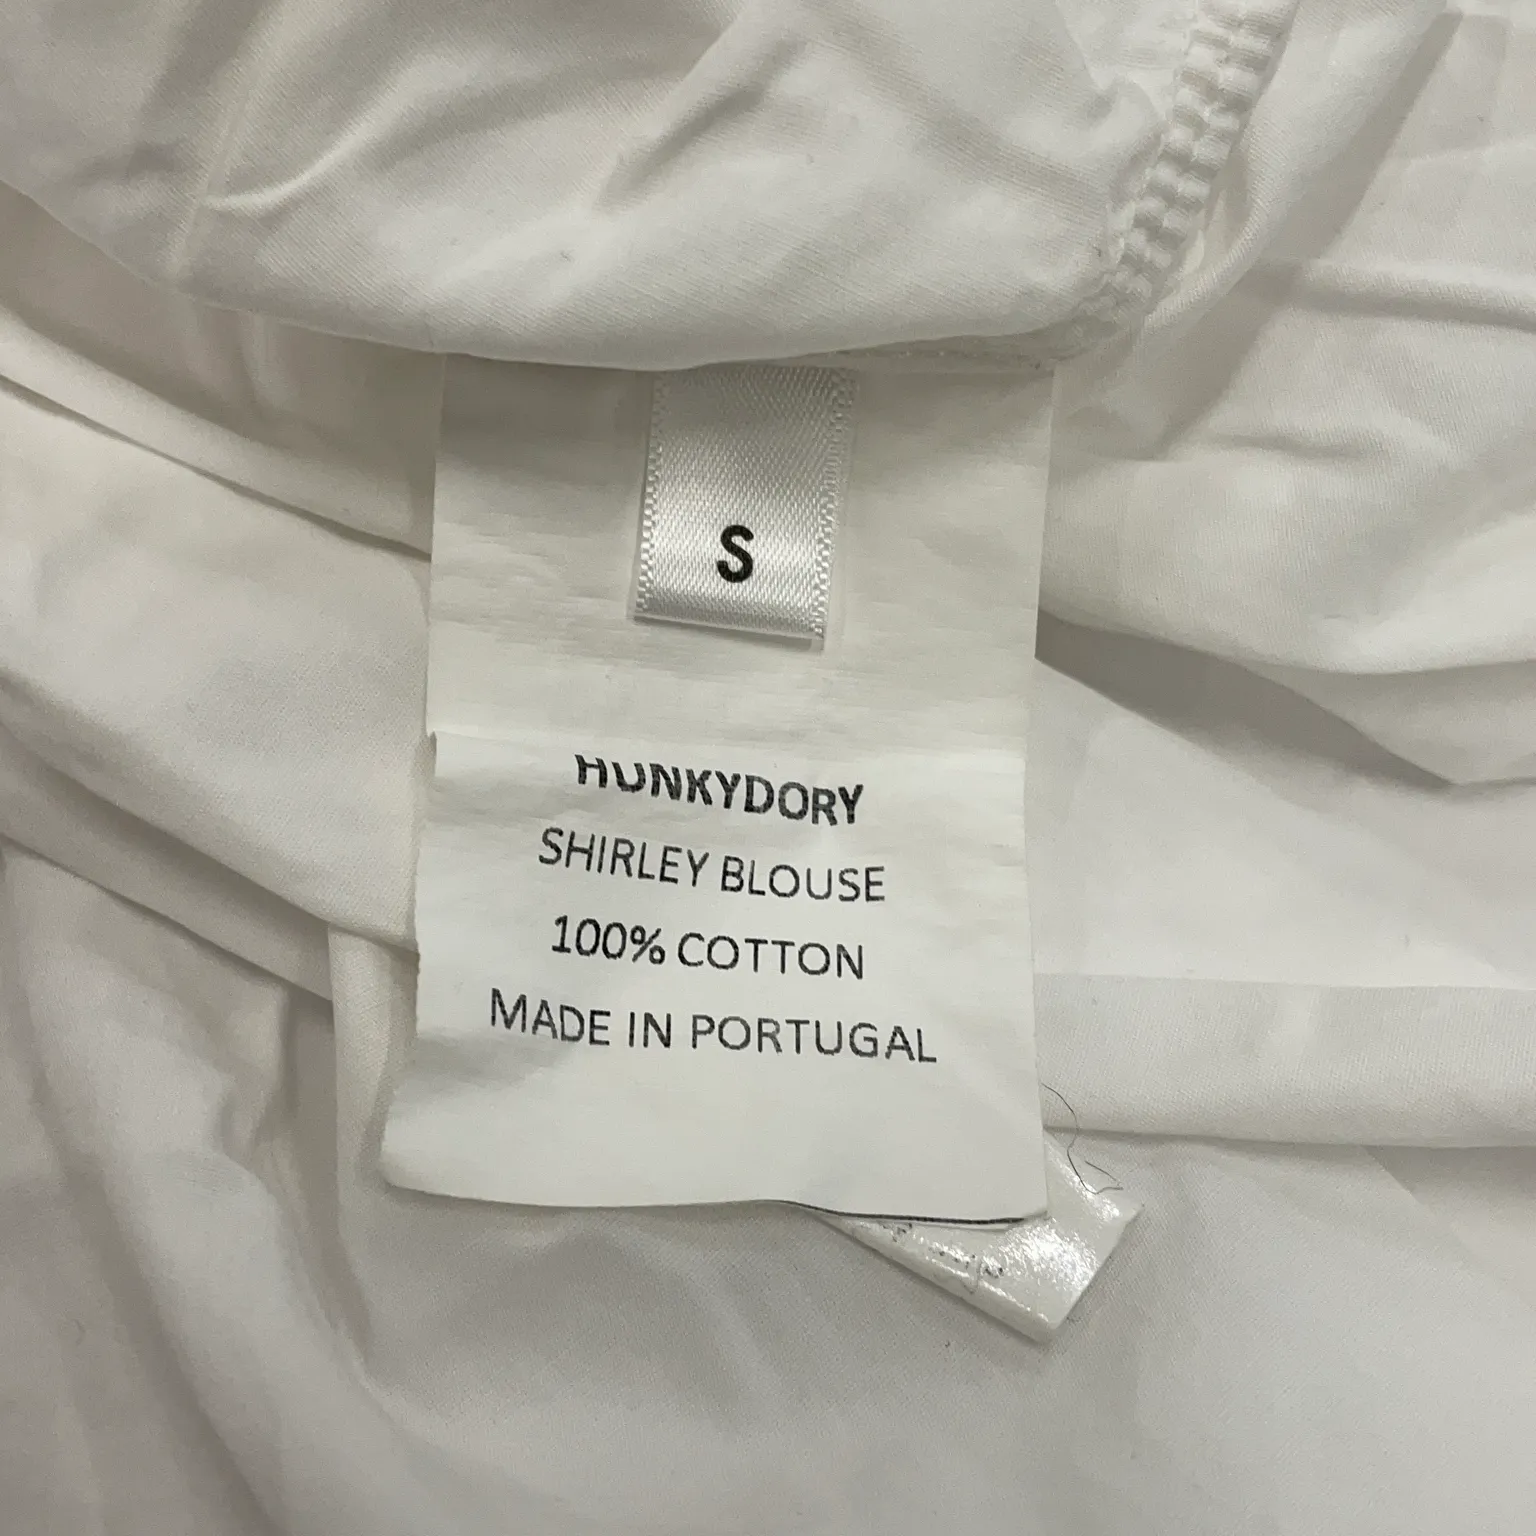 S
HUNKYDORY
SHIRLEY BLOUSE
100% COTTON
MADE IN PORTUGAL